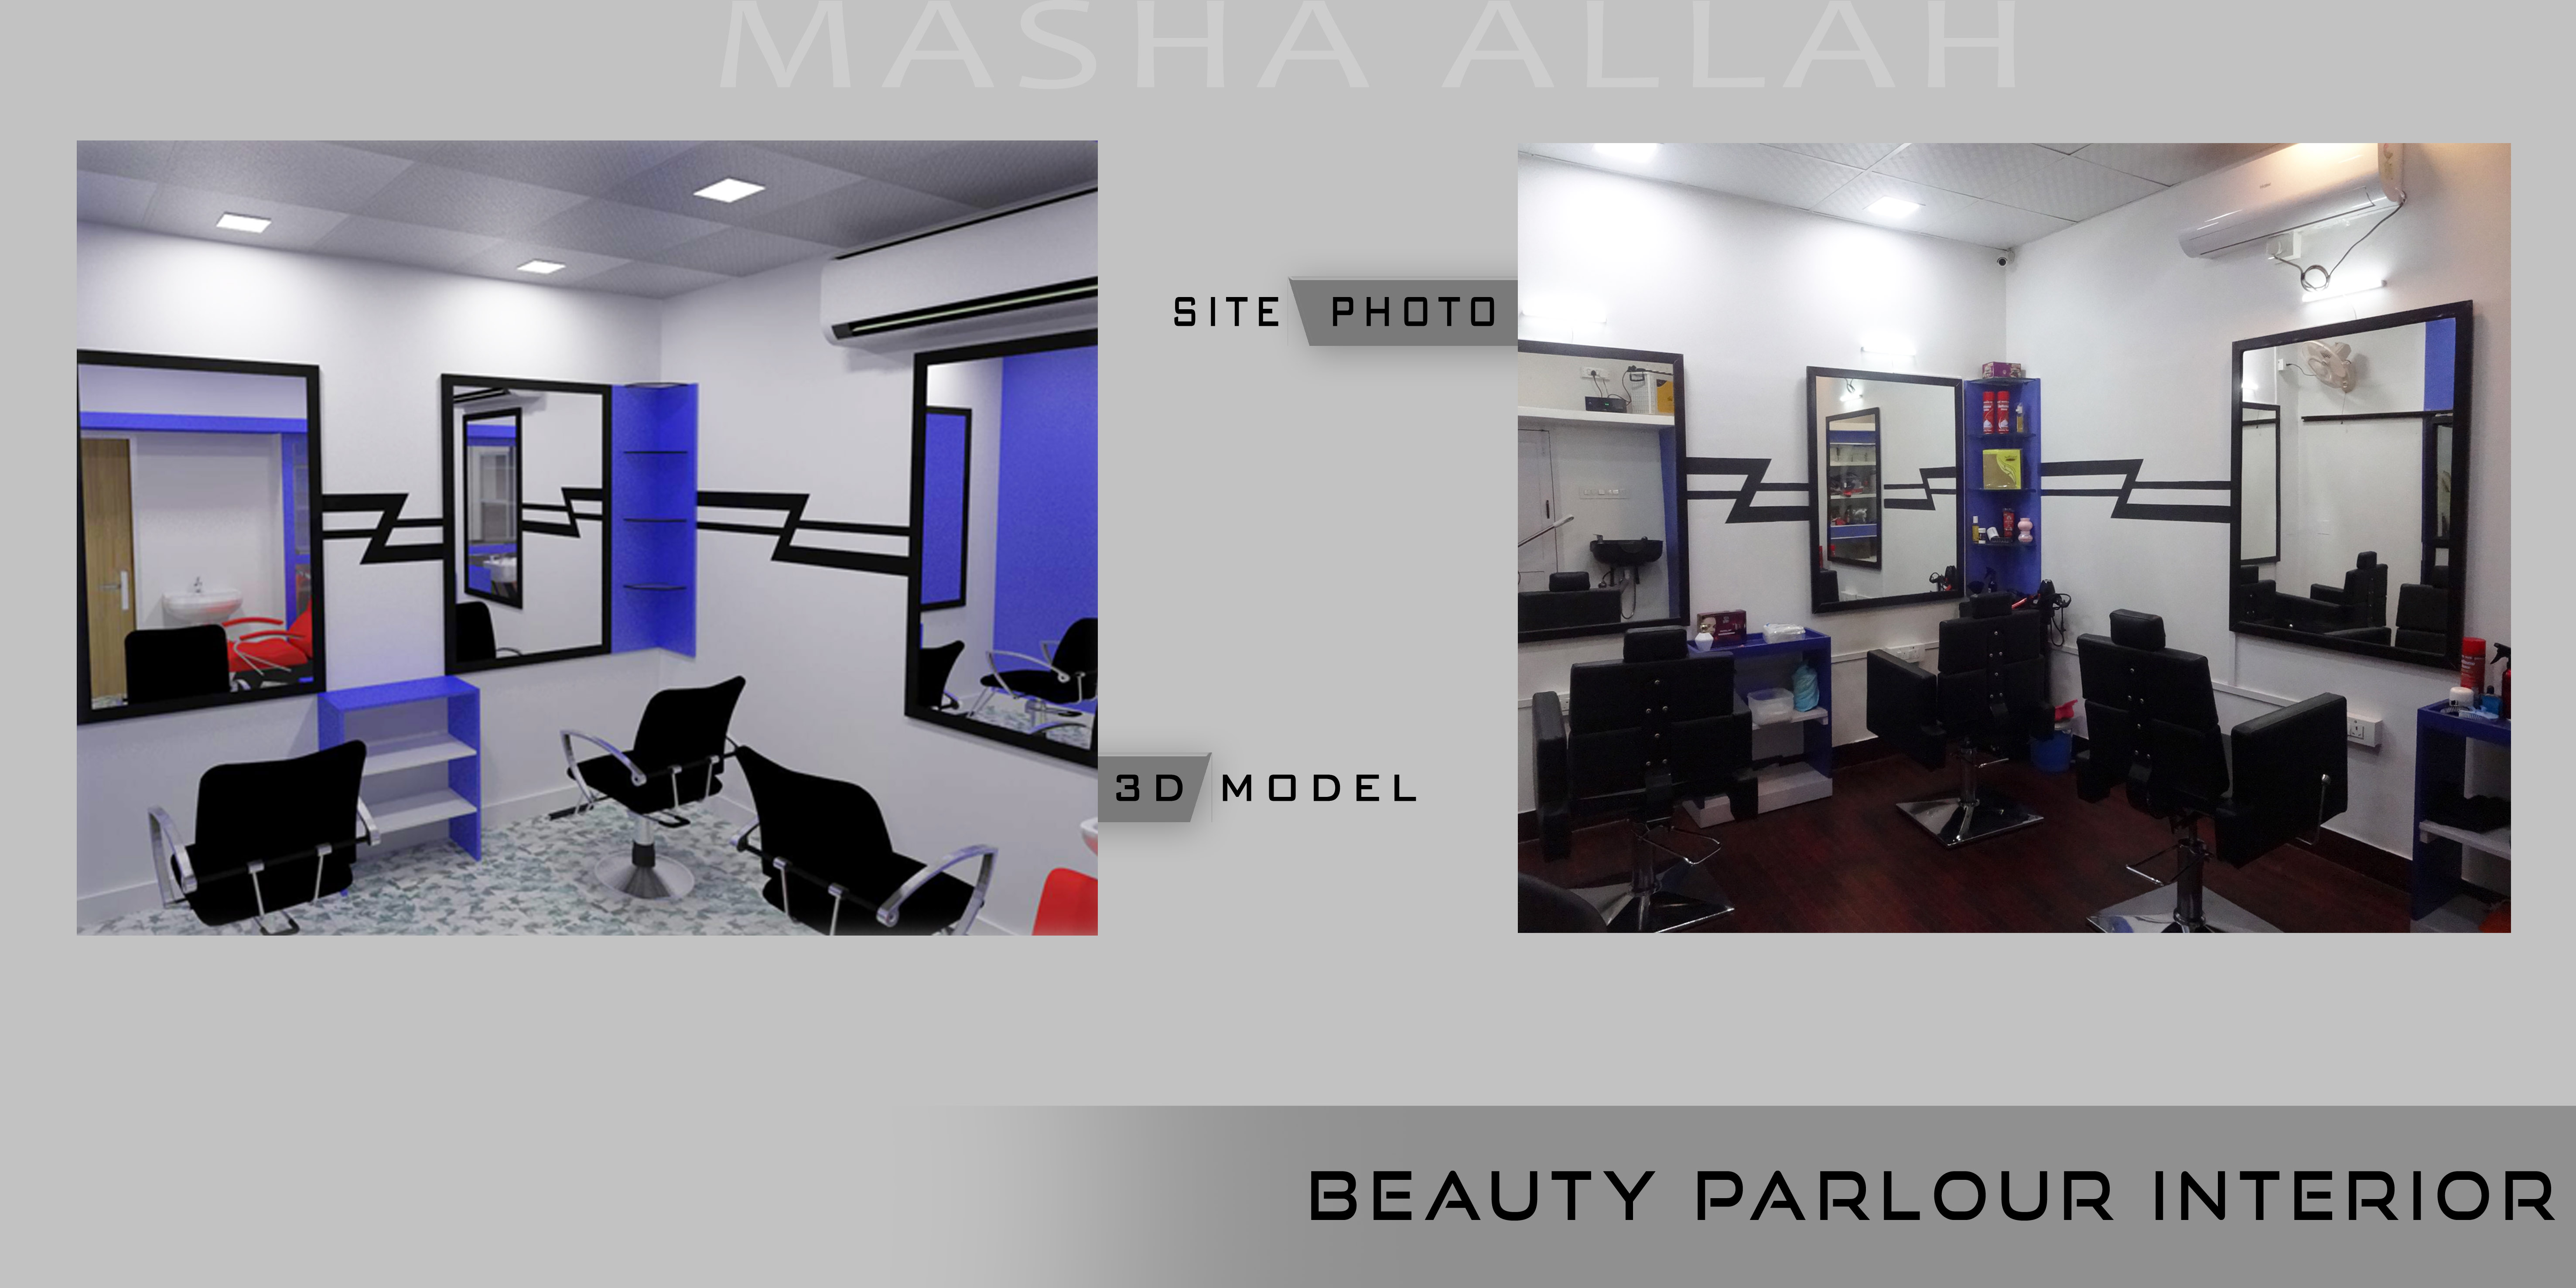 MASHA ALLAH
SITE PHOTO
3D MODEL
BEAUTY PARLOUR INTERIOR